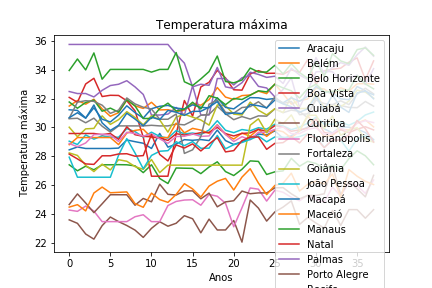 Temperatura máxima
Temperatura máxima
36
34
32
30
28
26
24
22
0
5
10
15
20
25
35
Anos
Aracaju
Belém
Belo Horizonte
Boa Vista
Cuiabá
Curitiba
Florianópolis
Fortaleza
Goiânia
João Pessoa
Macapá
Maceió
Manaus
Natal
Palmas
Porto Alegre